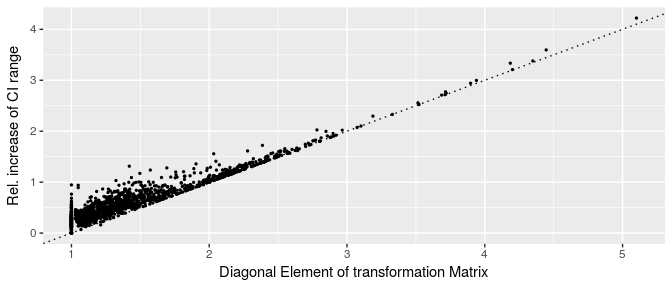 Rel. increase of CI range
4
3
2
1
0
1 2 3 4 5
Diagonal Element of transformation Matrix